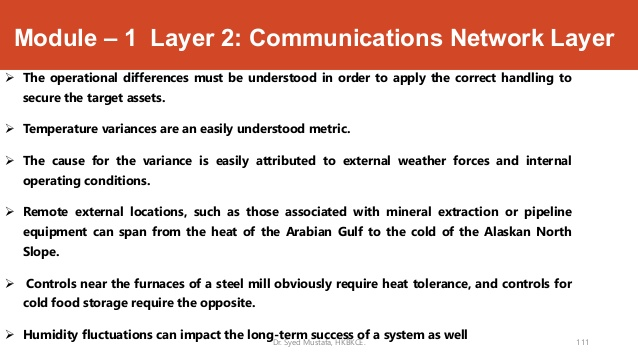 Module – 1 Layer 2: Communications Network Layer
➢ The operational differences must be understood in order to apply the correct handling to
secure the target assets.
➢ Temperature variances are an easily understood metric.
➢ The cause for the variance is easily attributed to external weather forces and internal
operating conditions.
➢ Remote external locations, such as those associated with mineral extraction or pipeline
equipment can span from the heat of the Arabian Gulf to the cold of the Alaskan North
Slope.
➢ Controls near the furnaces of a steel mill obviously require heat tolerance, and controls for
cold food storage require the opposite.
➢ Humidity fluctuations can impact the long-term success of a system as well
Dr. Syed Mustafa, HKBKCE. 111